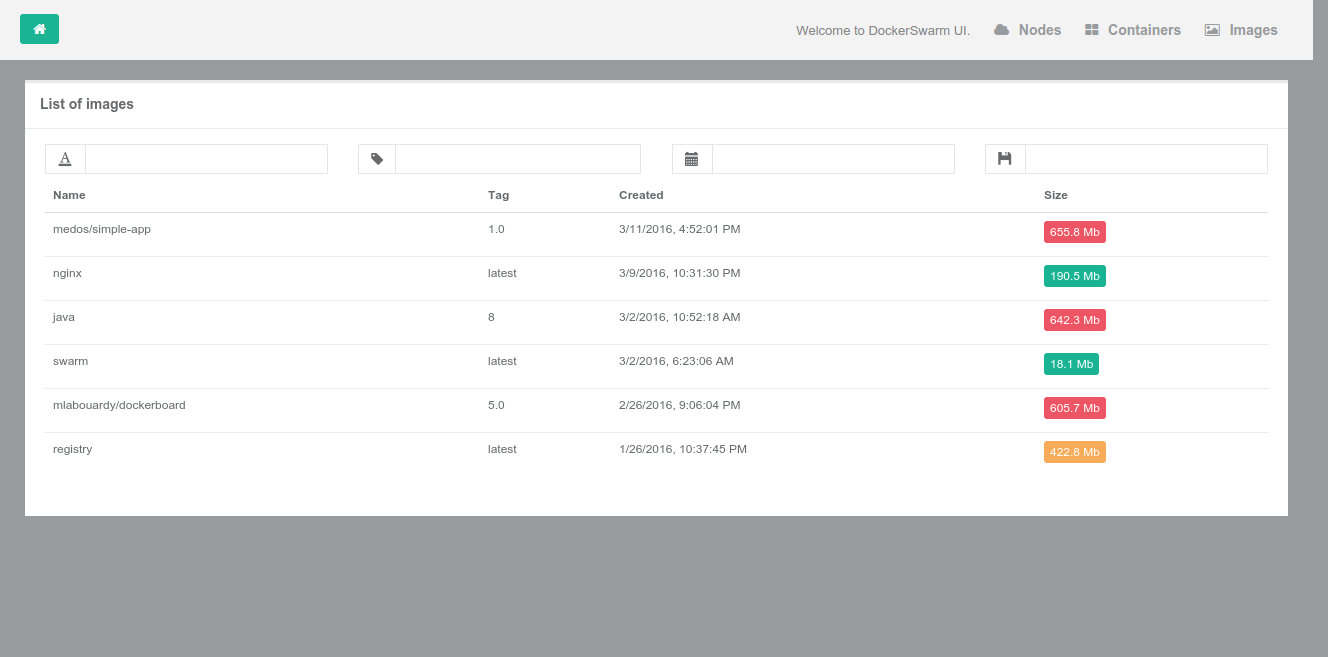 Welcome to DockerSwarm UI. Nodes Containers Images
List of images
Name Tag Created Size
medos/simple-app 1.0 3/11/2016, 4:52:01 PM 655.8 Mb
nginx latest 3/9/2016, 10:31:30 PM 190.5 Mb
java 8 3/2/2016, 10:52:18 AM 642.3 Mb
swarm latest 3/2/2016, 6:23:06 AM 18.1 Mb
mlabouardy/dockerboard 5.0 2/26/2016, 9:06:04 PM 605.7 Mb
registry latest 1/26/2016, 10:37:45 PM 422.8 Mb